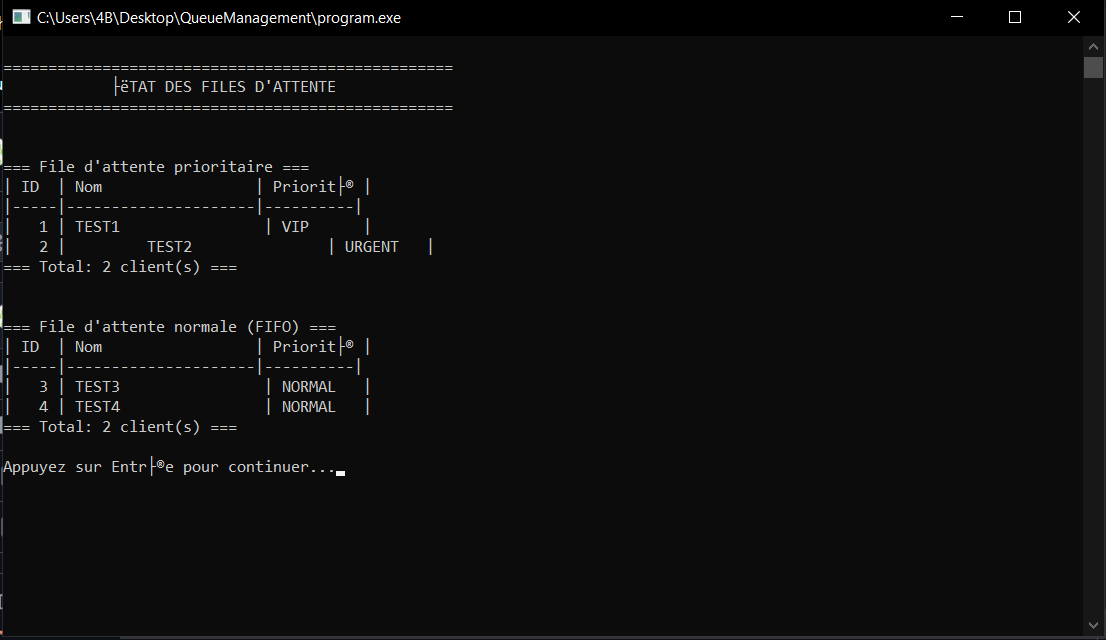 C:\Users\4B\Desktop\QueueManagement\program.exe
==================================================
├ëTAT DES FILES D'ATTENTE
==================================================
=== File d'attente prioritaire ===
| ID  | Nom                 | Priorit├® |
|-----|---------------------|----------|
|   1 | TEST1                | VIP      |
|   2 |         TEST2               | URGENT   |
=== Total: 2 client(s) ===
=== File d'attente normale (FIFO) ===
| ID  | Nom                 | Priorit├® |
|-----|---------------------|----------|
|   3 | TEST3                | NORMAL   |
|   4 | TEST4                | NORMAL   |
=== Total: 2 client(s) ===
Appuyez sur Entr├®e pour continuer...